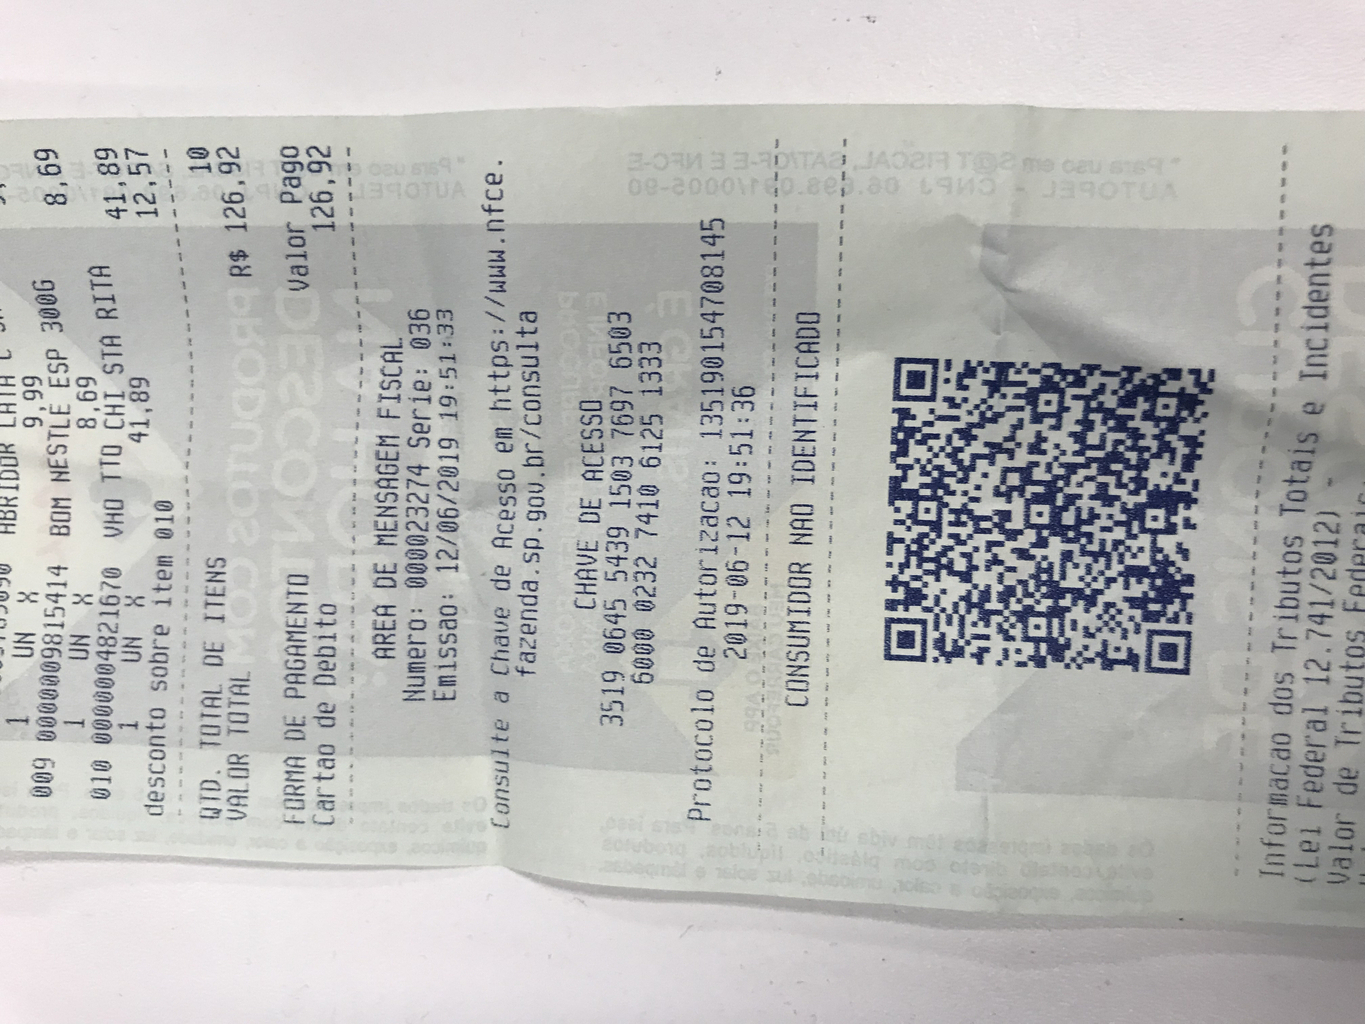 ABRIDOR LATA
1 UN X 9,99
009 00000009815414 BOM NESTLE ESP 300G
1 UN X 8,69 8,69
010 00000004821670 VHO TTO CHI STA RITA
1 UN X 41,89 41,89
desconto sobre item 010 12,57
QTD. TOTAL DE ITENS 10
VALOR TOTAL R$ 126,92
FORMA DE PAGAMENTO Valor Pago
Cartao de Debito 126,92
AREA DE MENSAGEM FISCAL
Numero: 000023274 Serie: 036
Emissao: 12/06/2019 19:51:33
Consulte a Chave de Acesso em https://www.nfce.
fazenda.sp.gov.br/consulta
CHAVE DE ACESSO
3519 0645 5439 1503 7697 6503
6000 0232 7410 6125 1333
Protocolo de Autorizacao: 135190154708145
2019-06-12 19:51:36
CONSUMIDOR NAO IDENTIFICADO
Informacao dos Tributos Totais e Incidentes
(Lei Federal 12.741/2012) -
Valor de Tributos Federais
* Para uso em S@T FISCAL, SAT/CF-E E NFC-E
AUTOPEL - CNPJ 06.698.091/0005-90
Os dados impressos têm vida útil de 5 anos. Para isso,
evite contato direto com plástico, líquidos, produtos
químicos, exposição a calor, umidade, luz solar e lâmpadas.